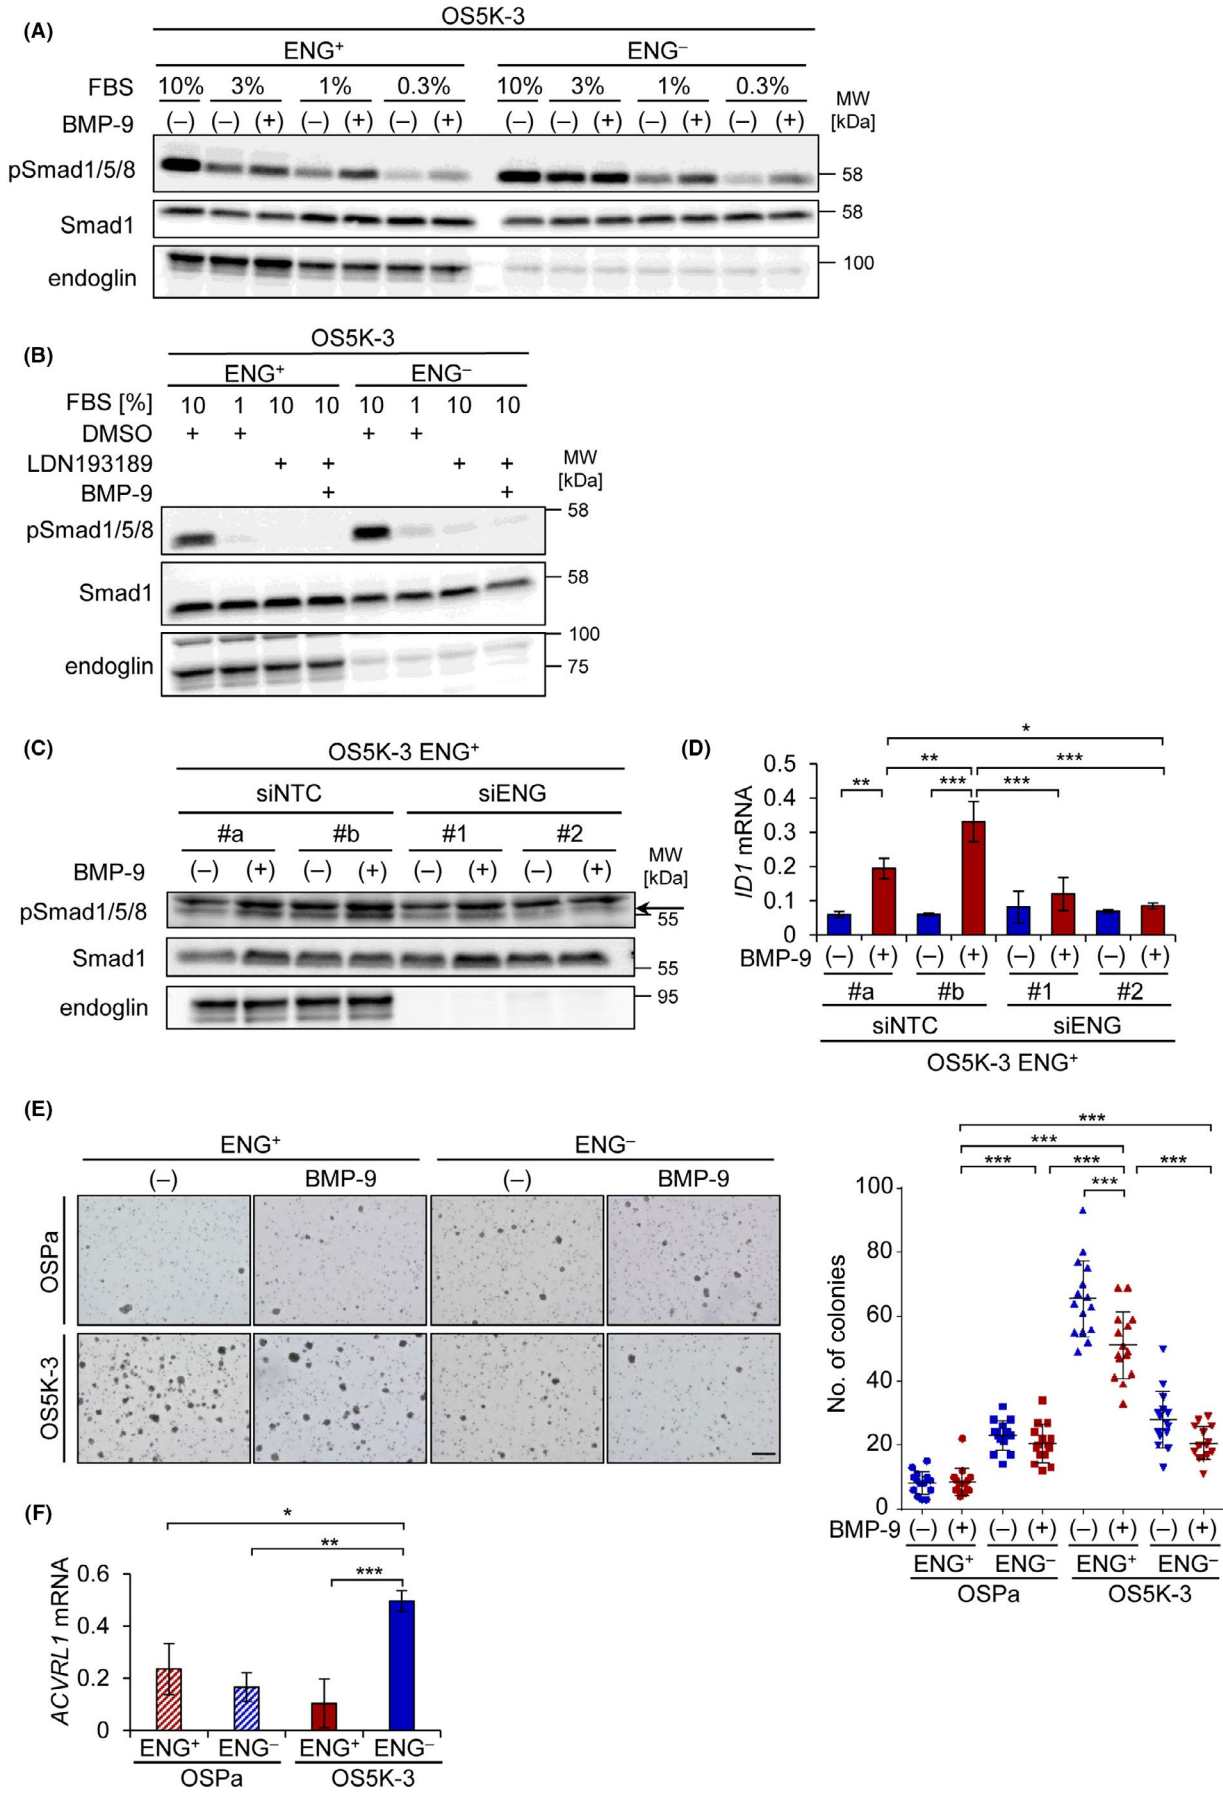 (A)
OS5K-3
ENG+ ENG–
FBS 10% 3% 1% 0.3% 10% 3% 1% 0.3%
MW
[kDa]
BMP-9 (–) (–) (+) (–) (+) (–) (+) (–) (–) (+) (–) (+) (–) (+)
pSmad1/5/8 58
Smad1 58
endoglin 100
(B)
OS5K-3
ENG+ ENG–
FBS [%] 10 1 10 10 10 1 10 10
DMSO + + + +
LDN193189 + + + +
MW
[kDa]
BMP-9 + +
pSmad1/5/8 58
Smad1 58
endoglin 100
75
(C)
OS5K-3 ENG+
siNTC siENG
#a #b #1 #2
MW
[kDa]
BMP-9 (–) (+) (–) (+) (–) (+) (–) (+)
pSmad1/5/8 55
Smad1 55
endoglin 95
(D)
*
** ***
** *** ***
0.5
0.4
0.3
0.2
0.1
0
ID1 mRNA
BMP-9 (–) (+) (–) (+) (–) (+) (–) (+)
#a #b #1 #2
siNTC siENG
OS5K-3 ENG+
(E)
ENG+ ENG–
(–) BMP-9 (–) BMP-9
OSPa
OS5K-3
***
***
*** *** ***
***
100
80
60
40
20
0
No. of colonies
BMP-9 (–) (+) (–) (+) (–) (+) (–) (+)
ENG+ ENG– ENG+ ENG–
OSPa OS5K-3
(F)
*
**
***
0.6
0.4
0.2
0
ACVRL1 mRNA
ENG+ ENG– ENG+ ENG–
OSPa OS5K-3